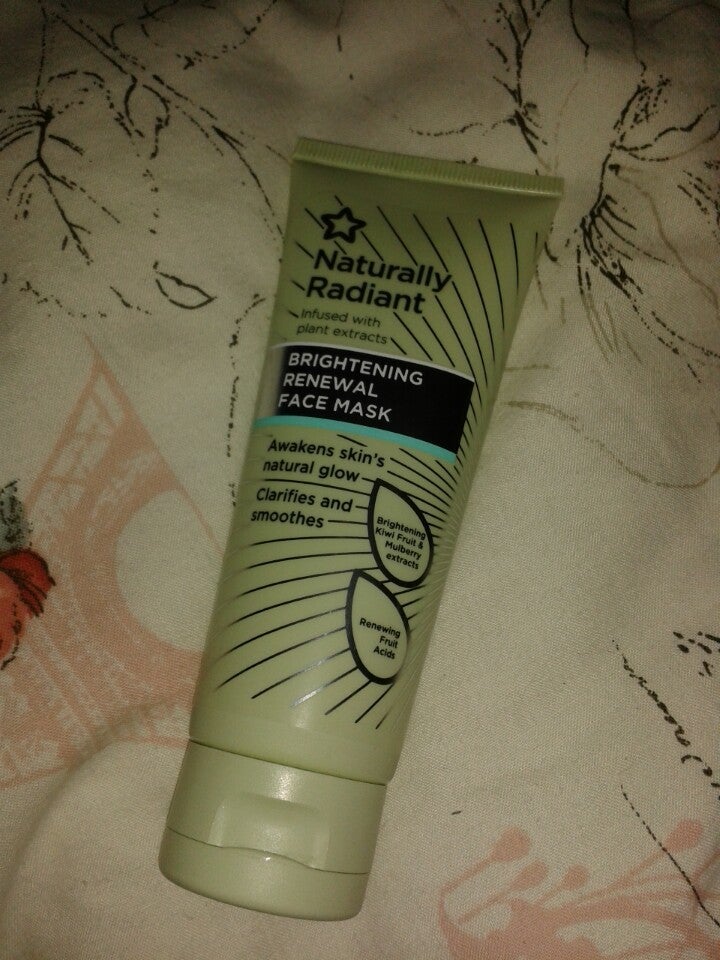 Naturally
Radiant
Infused with
plant extracts
BRIGHTENING
RENEWAL
FACE MASK
Awakens skin's
natural glow
Clarifies and
smoothes
Brightening
Kiwi Fruit &
Mulberry
extracts
Renewing
Fruit
Acids